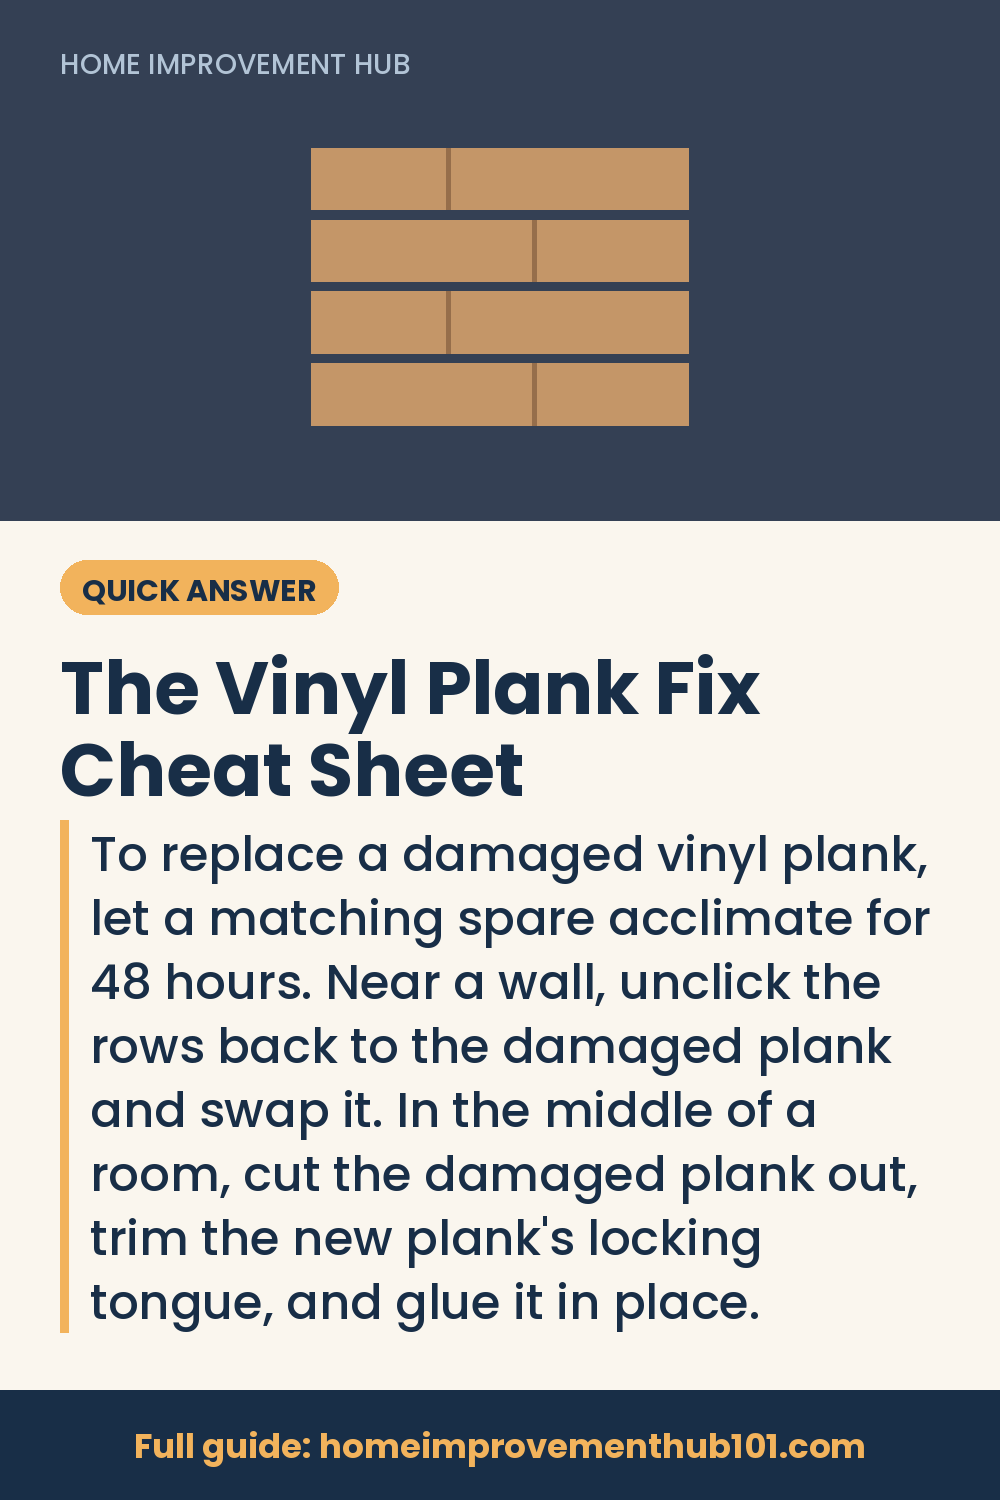 HOME IMPROVEMENT HUB
QUICK ANSWER
The Vinyl Plank Fix
Cheat Sheet
To replace a damaged vinyl plank,
let a matching spare acclimate for
48 hours. Near a wall, unclick the
rows back to the damaged plank
and swap it. In the middle of a
room, cut the damaged plank out,
trim the new plank's locking
tongue, and glue it in place.
Full guide: homeimprovementhub101.com